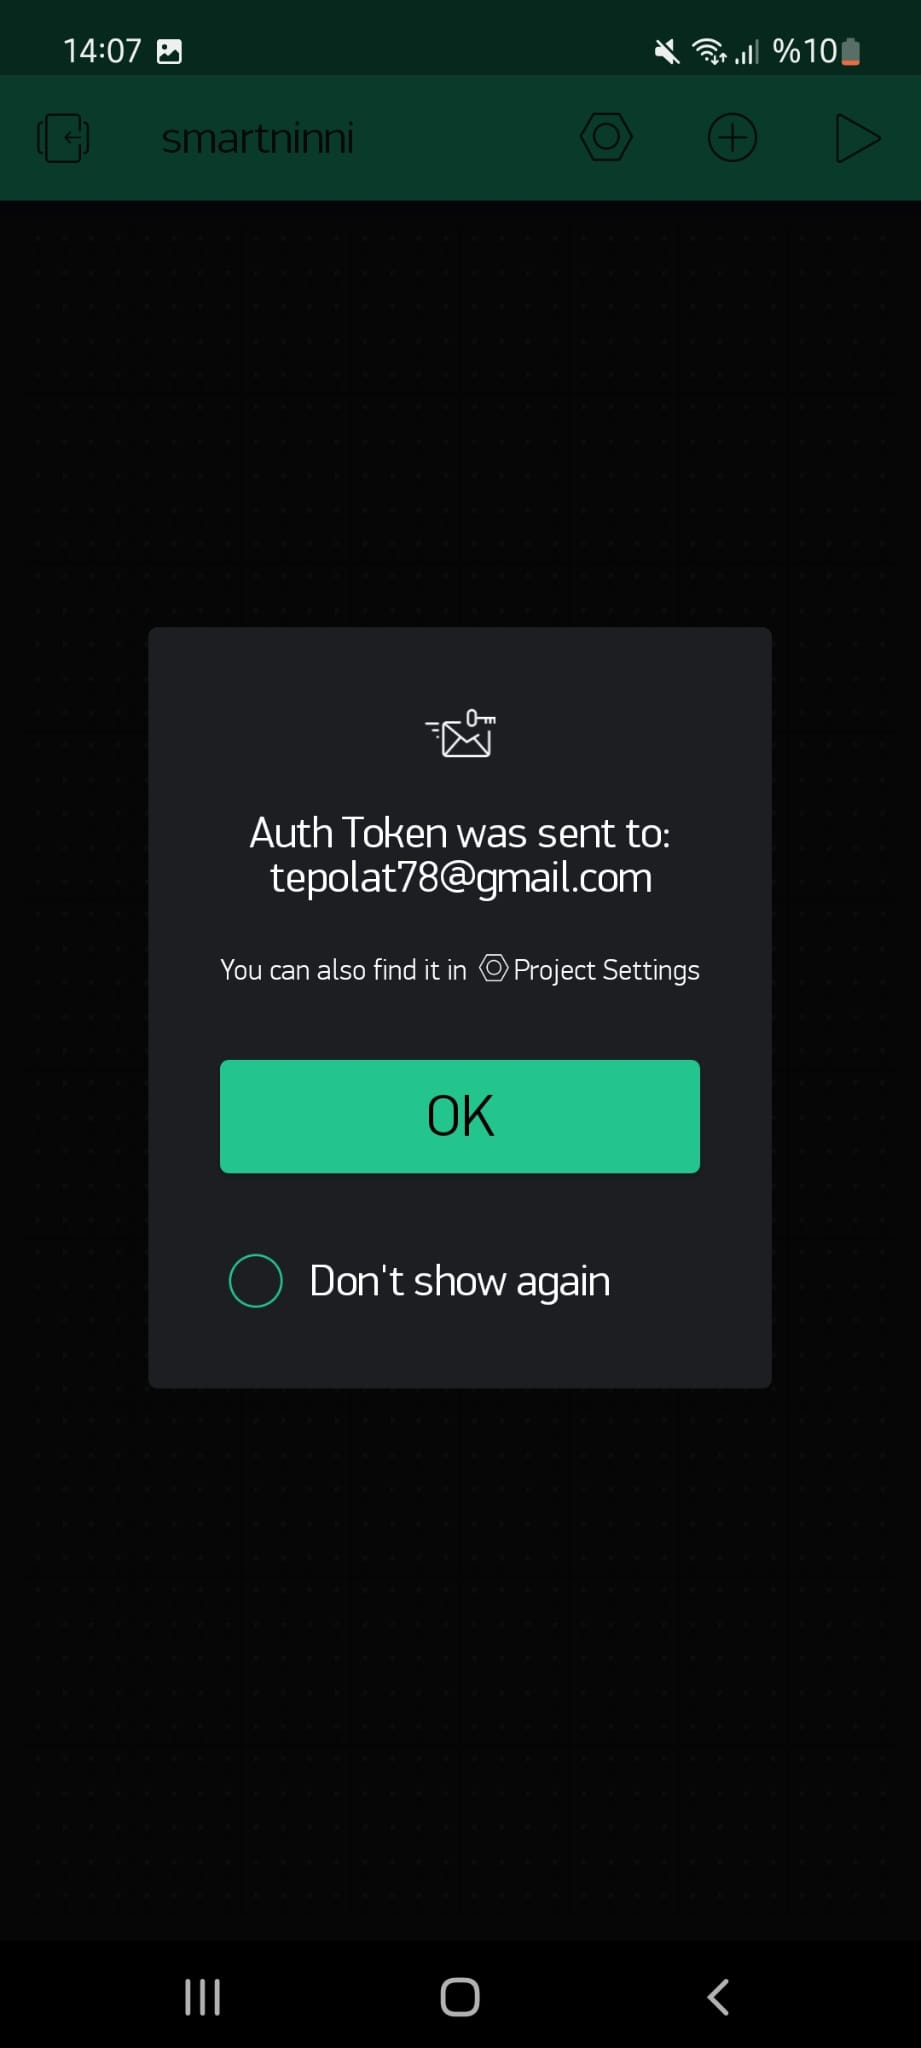 14:07 %10
smartninni
Auth Token was sent to:
tepolat78@gmail.com
You can also find it in Project Settings
OK
Don't show again